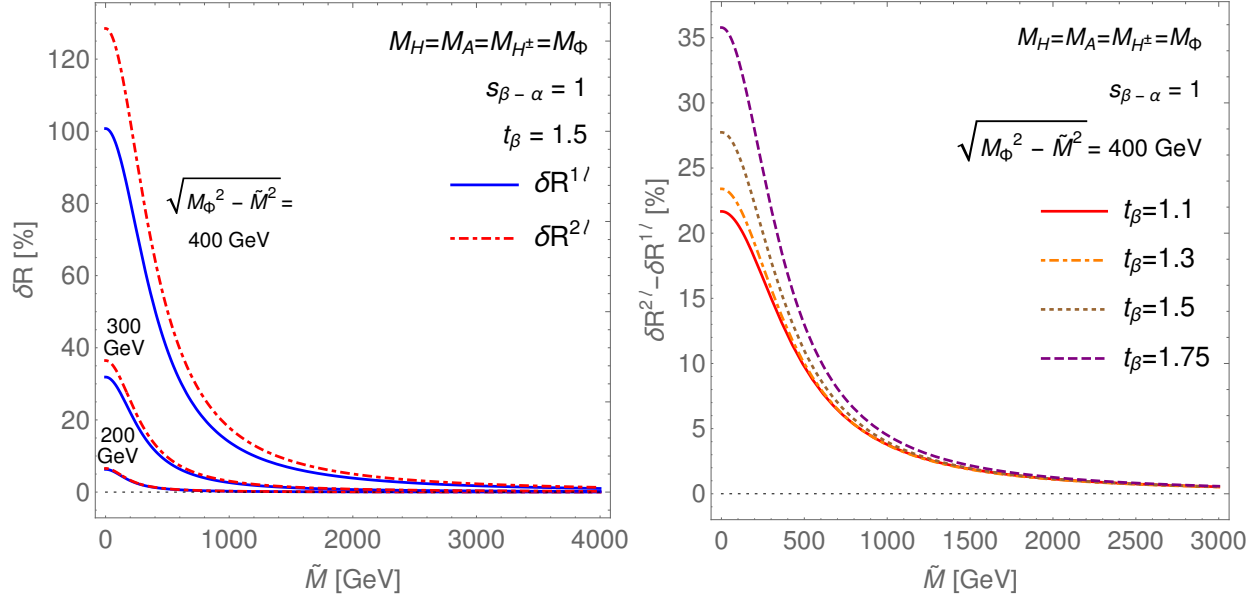 M_H=M_A=M_H±=M_Φ
s_β−α = 1
t_β = 1.5
δR^1l
δR^2l
√M_Φ^2 − M̃^2 =
400 GeV
300
GeV
200
GeV
δR [%]
120
100
80
60
40
20
0
0 1000 2000 3000 4000
M̃ [GeV]
M_H=M_A=M_H±=M_Φ
s_β−α = 1
√M_Φ^2 − M̃^2 = 400 GeV
t_β=1.1
t_β=1.3
t_β=1.5
t_β=1.75
δR^2l−δR^1l [%]
35
30
25
20
15
10
5
0
0 500 1000 1500 2000 2500 3000
M̃ [GeV]